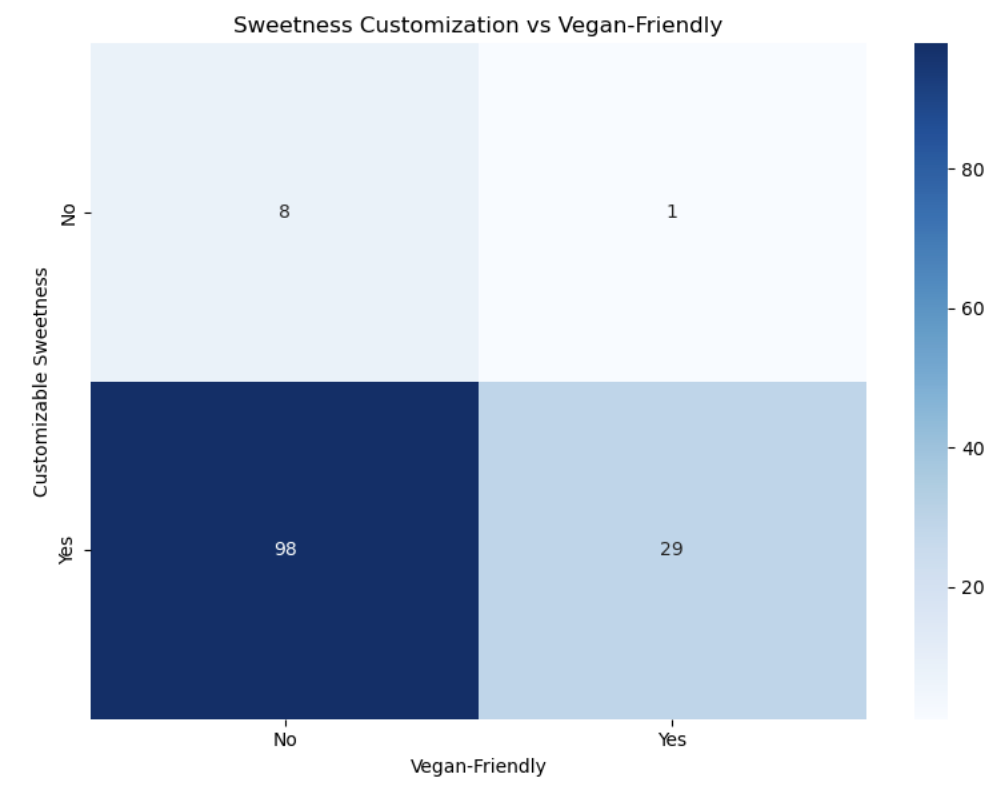 Sweetness Customization vs Vegan-Friendly
Customizable Sweetness
No
8
1
Yes
98
29
No
Yes
Vegan-Friendly
80
60
40
20